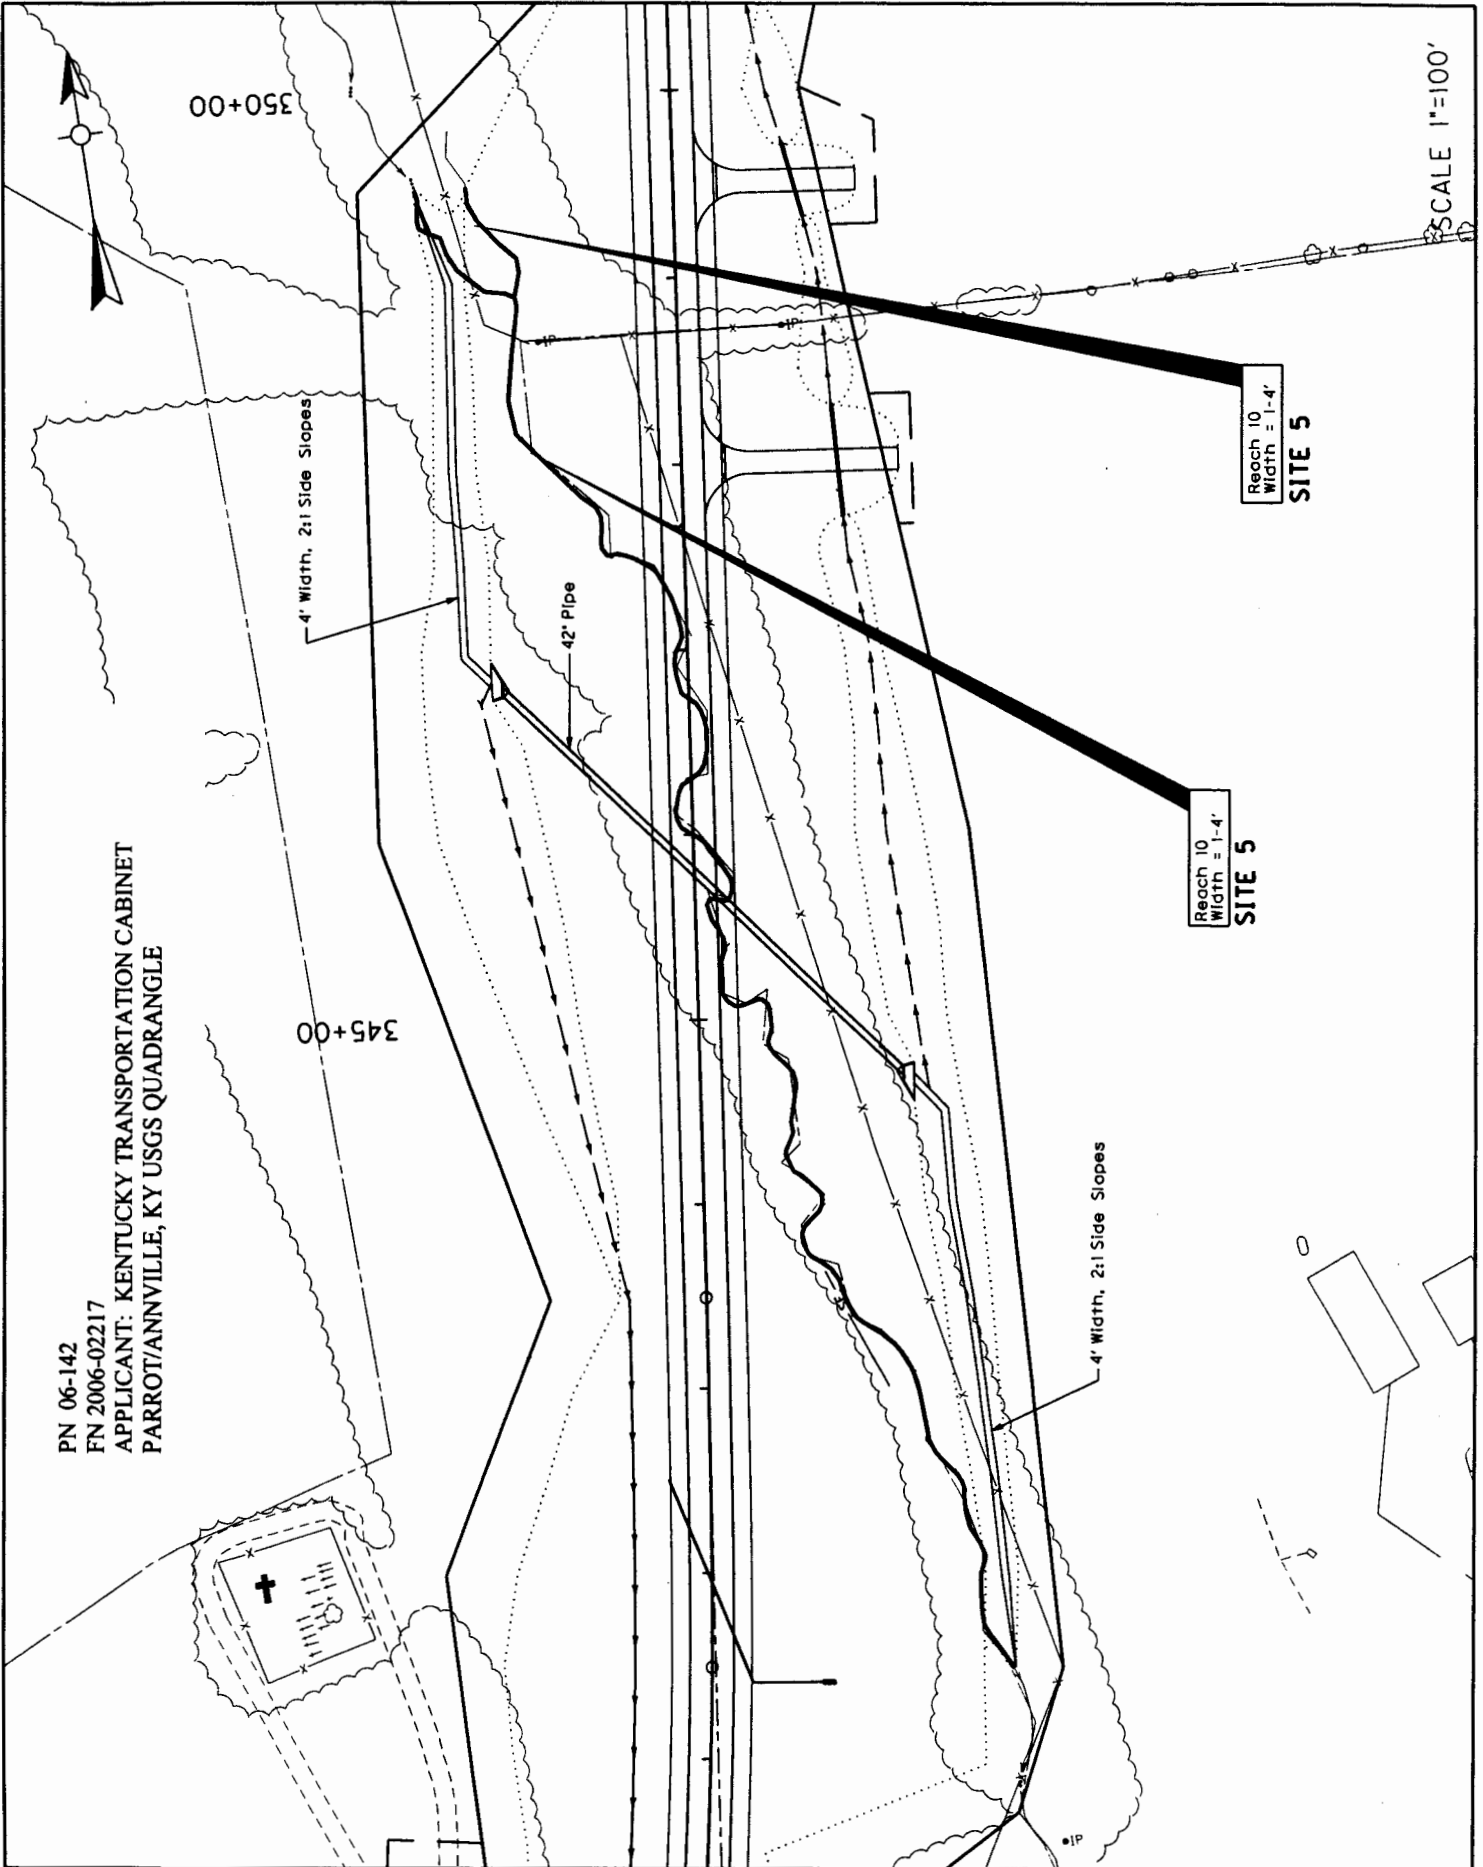 PN 06-142
FN 2006-02217
APPLICANT: KENTUCKY TRANSPORTATION CABINET
PARROT/ANNVILLE, KY USGS QUADRANGLE
350+00
345+00
4' Width, 2:1 Side Slopes
42" Pipe
IP
IP
Reach 10
Width = 1-4'
SITE 5
Reach 10
Width = 1-4'
SITE 5
4' Width, 2:1 Side Slopes
IP
SCALE 1"=100'